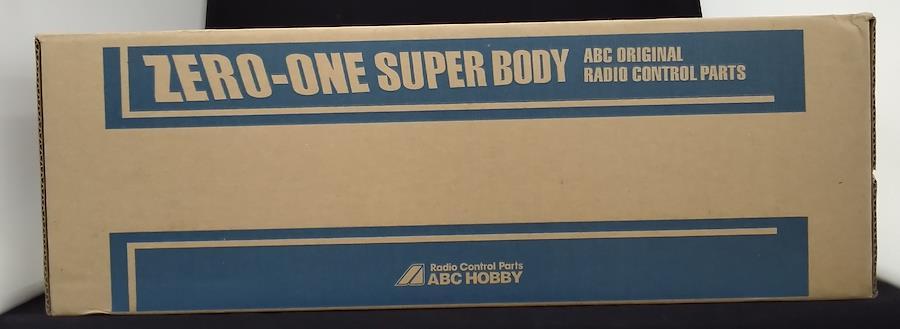 ZERO-ONE SUPER BODY
ABC ORIGINAL
RADIO CONTROL PARTS
Radio Control Parts
ABC HOBBY